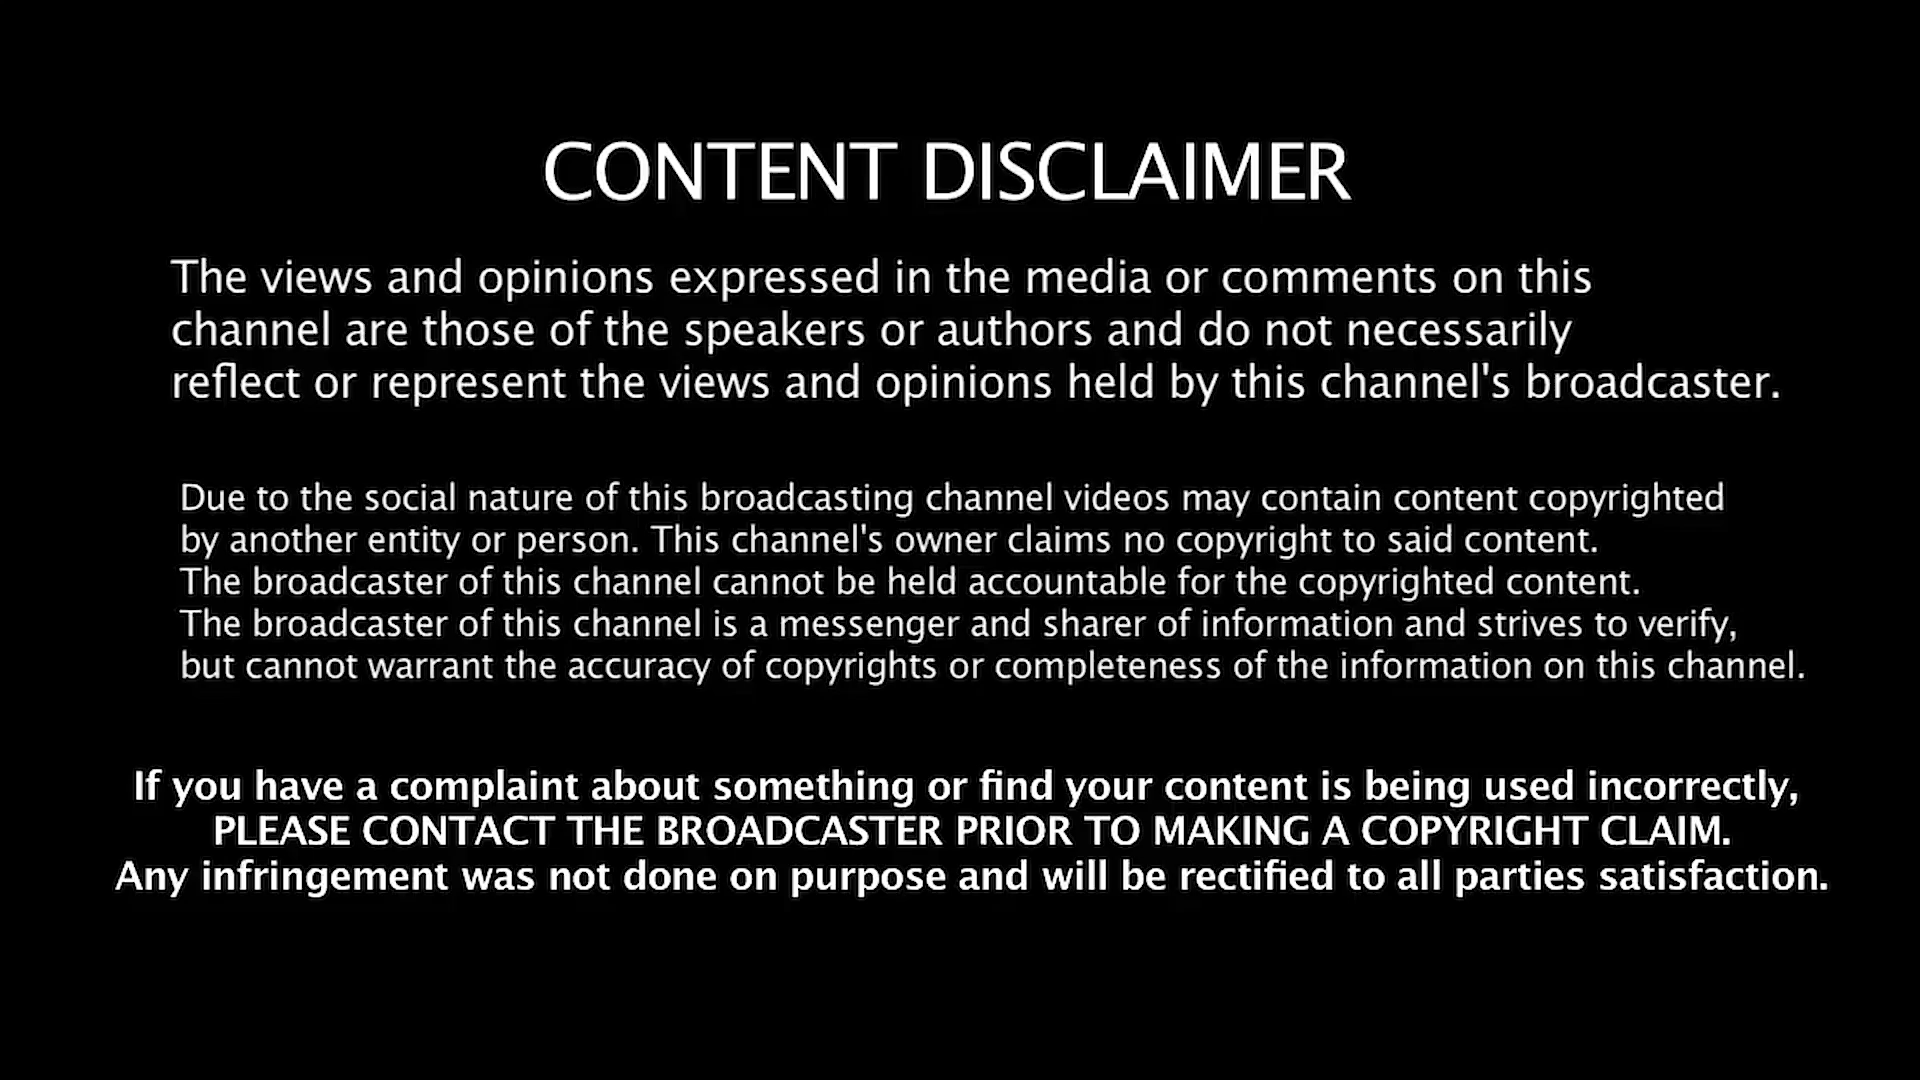 CONTENT DISCLAIMER
The views and opinions expressed in the media or comments on this
channel are those of the speakers or authors and do not necessarily
reflect or represent the views and opinions held by this channel's broadcaster.
Due to the social nature of this broadcasting channel videos may contain content copyrighted
by another entity or person. This channel's owner claims no copyright to said content.
The broadcaster of this channel cannot be held accountable for the copyrighted content.
The broadcaster of this channel is a messenger and sharer of information and strives to verify,
but cannot warrant the accuracy of copyrights or completeness of the information on this channel.
If you have a complaint about something or find your content is being used incorrectly,
PLEASE CONTACT THE BROADCASTER PRIOR TO MAKING A COPYRIGHT CLAIM.
Any infringement was not done on purpose and will be rectified to all parties satisfaction.